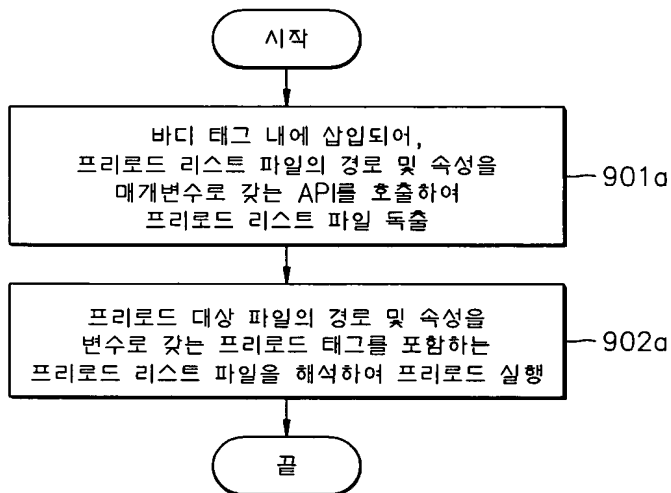 시작
바디 태그 내에 삽입되어,
프리로드 리스트 파일의 경로 및 속성을
매개변수로 갖는 API를 호출하여
프리로드 리스트 파일 독출
901a
프리로드 대상 파일의 경로 및 속성을
변수로 갖는 프리로드 태그를 포함하는
프리로드 리스트 파일을 해석하여 프리로드 실행
902a
끝